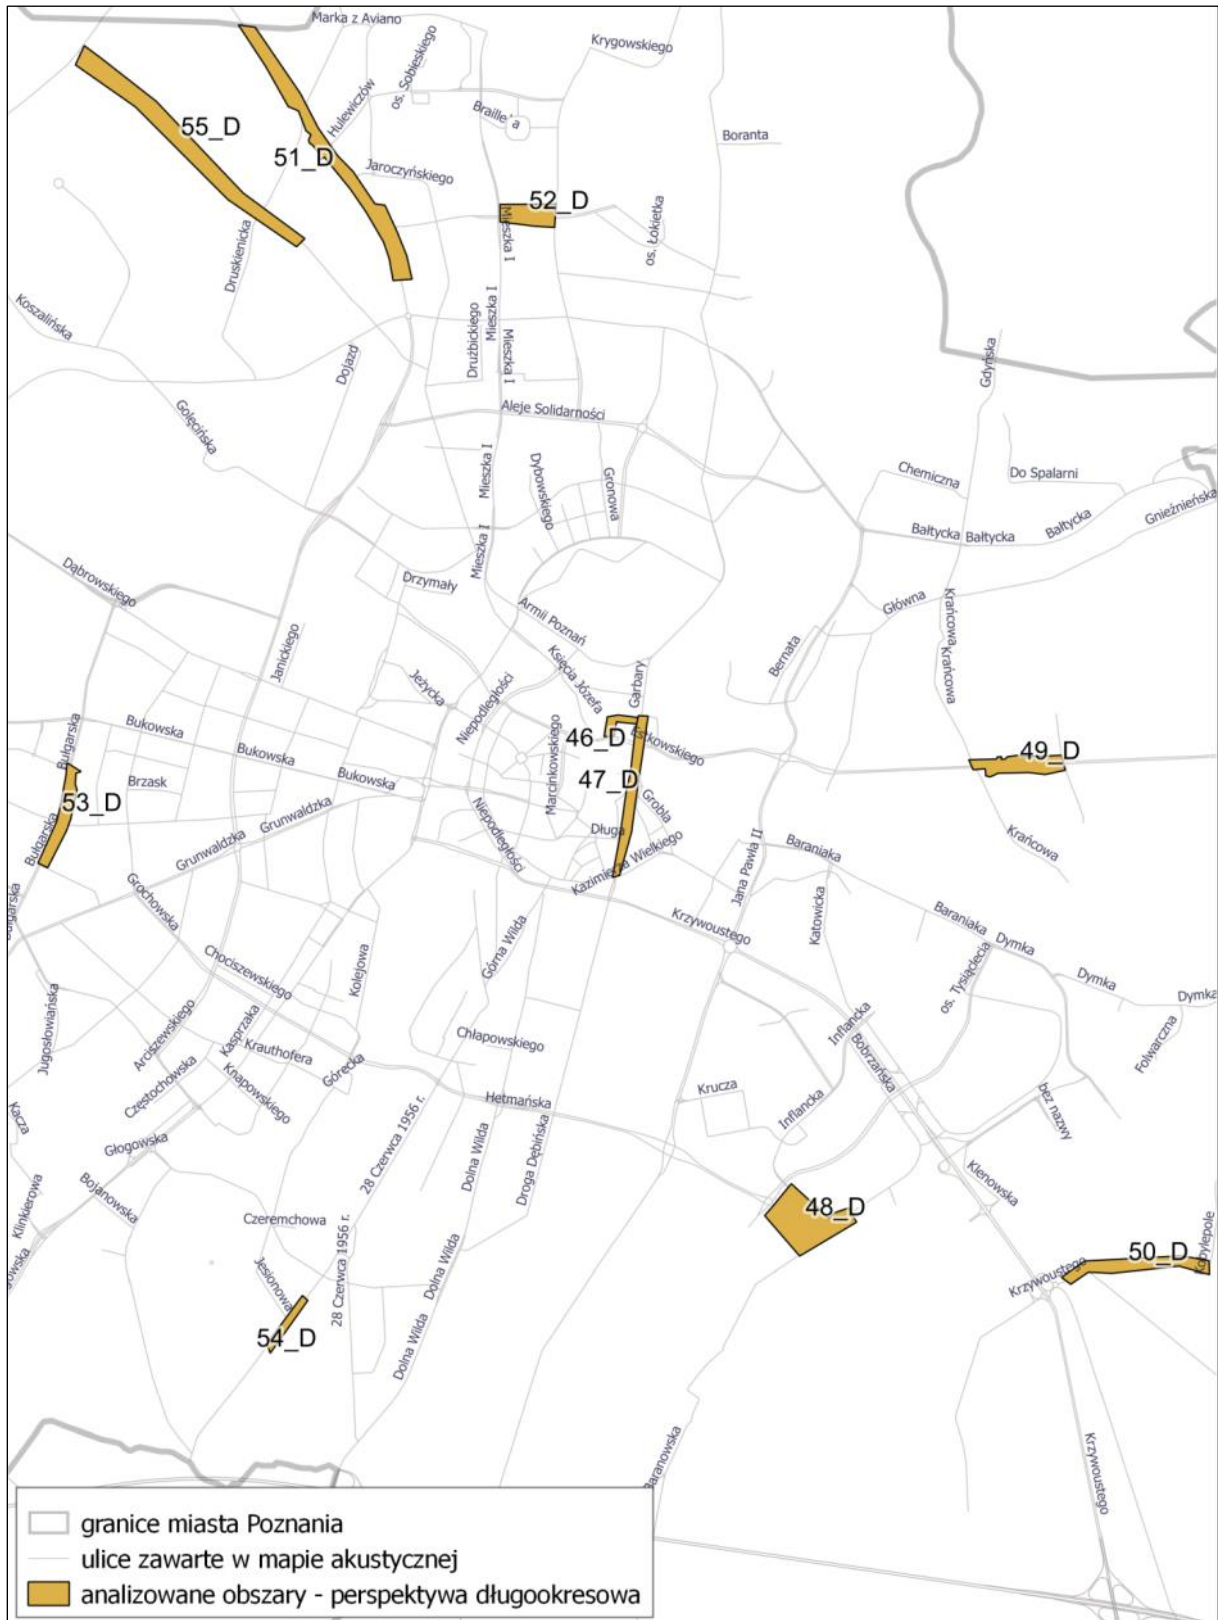 Marka z Aviano
Krygowskiego
os. Sobieskiego
Hulewiczów
55_D
51_D
Boranta
Jaroczyńskiego
52_D
Mieszka I
os. Łokietka
Druskienicka
Koszalińska
Drużbickiego
Mieszka I
Mieszka I
Dojazd
Gdyńska
Golęcińska
Aleje Solidarności
Mieszka I
Dybowskiego
Gronowa
Chemiczna
Do Spalarni
Gnieźnieńska
Bałtycka
Bałtycka
Bałtycka
Mieszka I
Dąbrowskiego
Drzymały
Armii Poznań
Główna
Krańcowa
Krańcowa
Janickiego
Bernata
Księcia Józefa
Jeżycka
Niepodległości
Garbary
Bułgarska
Bukowska
Bukowska
Bukowska
46_D
49_D
Marcinkowskiego
47_D
Brzask
53_D
Grobla
Grunwaldzka
Grunwaldzka
Niepodległości
Długa
Kazimierza Wielkiego
Krańcowa
Bułgarska
Jana Pawła II
Baraniaka
Grochowska
Katowicka
Krzywoustego
Baraniaka
Dymka
Górna Wilda
Kolejowa
Chociszewskiego
os. Tysiąclecia
Dymka
Dymka
Jugosłowiańska
Arciszewskiego
Kasprzaka
Krauthofera
Chłapowskiego
Inflancka
Bobrzańska
Folwarczna
Częstochowska
Knapowskiego
Górecka
Krucza
Hetmańska
Inflancka
bez nazwy
Kacza
Głogowska
28 Czerwca 1956 r.
Dolna Wilda
Droga Dębińska
Klenowska
Bojanowska
Klinkierowa
Czeremchowa
48_D
28 Czerwca 1956 r.
Dolna Wilda
Jesionowa
50_D
Krzywoustego
54_D
Dolna Wilda
Baranowska
Krzywoustego
granice miasta Poznania
ulice zawarte w mapie akustycznej
analizowane obszary - perspektywa długookresowa